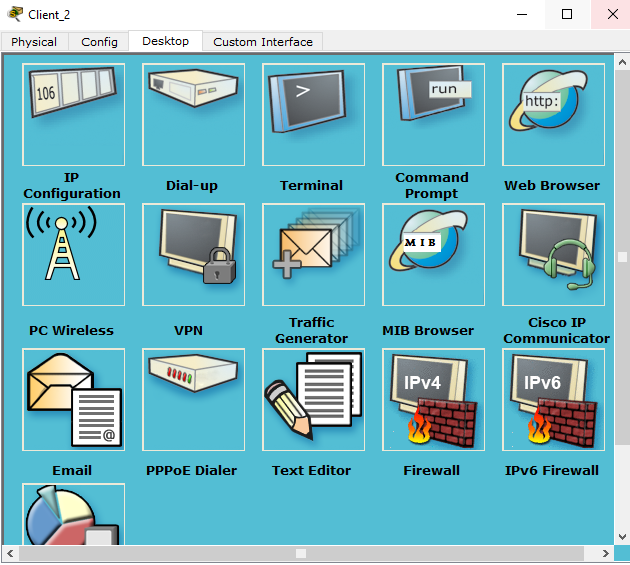 Client_2
Physical Config Desktop Custom Interface
106
>
run
http:
IP
Configuration
Dial-up
Terminal
Command
Prompt
Web Browser
MIB
PC Wireless
VPN
Traffic
Generator
MIB Browser
Cisco IP
Communicator
@
IPv4
IPv6
Email
PPPoE Dialer
Text Editor
Firewall
IPv6 Firewall